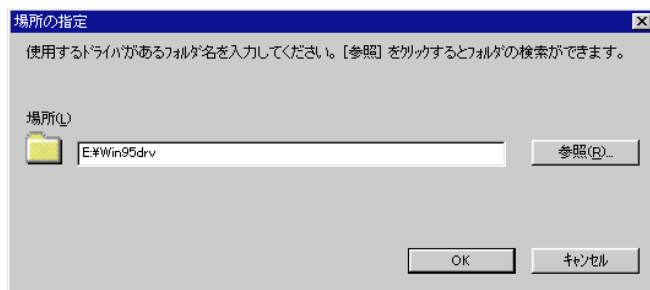 場所の指定
使用するﾄﾞﾗｲﾊﾞがあるﾌｫﾙﾀﾞ名を入力してください。[参照] をｸﾘｯｸするとﾌｫﾙﾀﾞの検索ができます。
場所(L)
E:¥Win95drv
参照(R)...
OK
ｷｬﾝｾﾙ